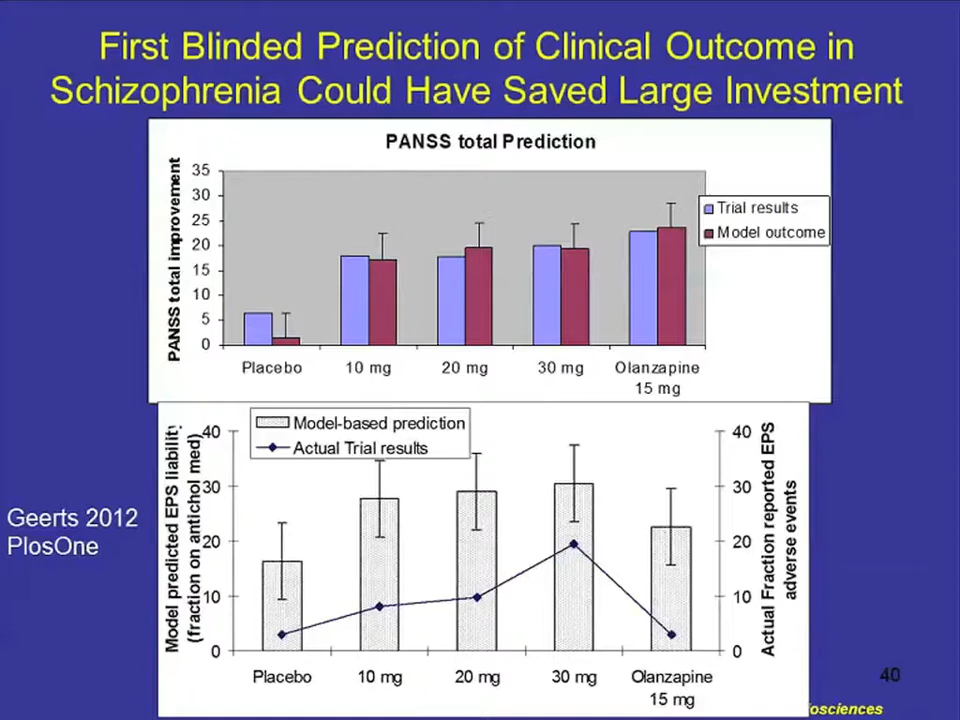 First Blinded Prediction of Clinical Outcome in
Schizophrenia Could Have Saved Large Investment
PANSS total Prediction
PANSS total improvement
35
30
25
20
15
10
5
0
Trial results
Model outcome
Placebo
10 mg
20 mg
30 mg
Olanzapine
15 mg
Model-based prediction
Actual Trial results
Model predicted EPS liability
(fraction on antichol med)
40
30
20
10
0
40
30
20
10
0
Actual Fraction reported EPS
adverse events
Placebo
10 mg
20 mg
30 mg
Olanzapine
15 mg
Geerts 2012
PlosOne
40